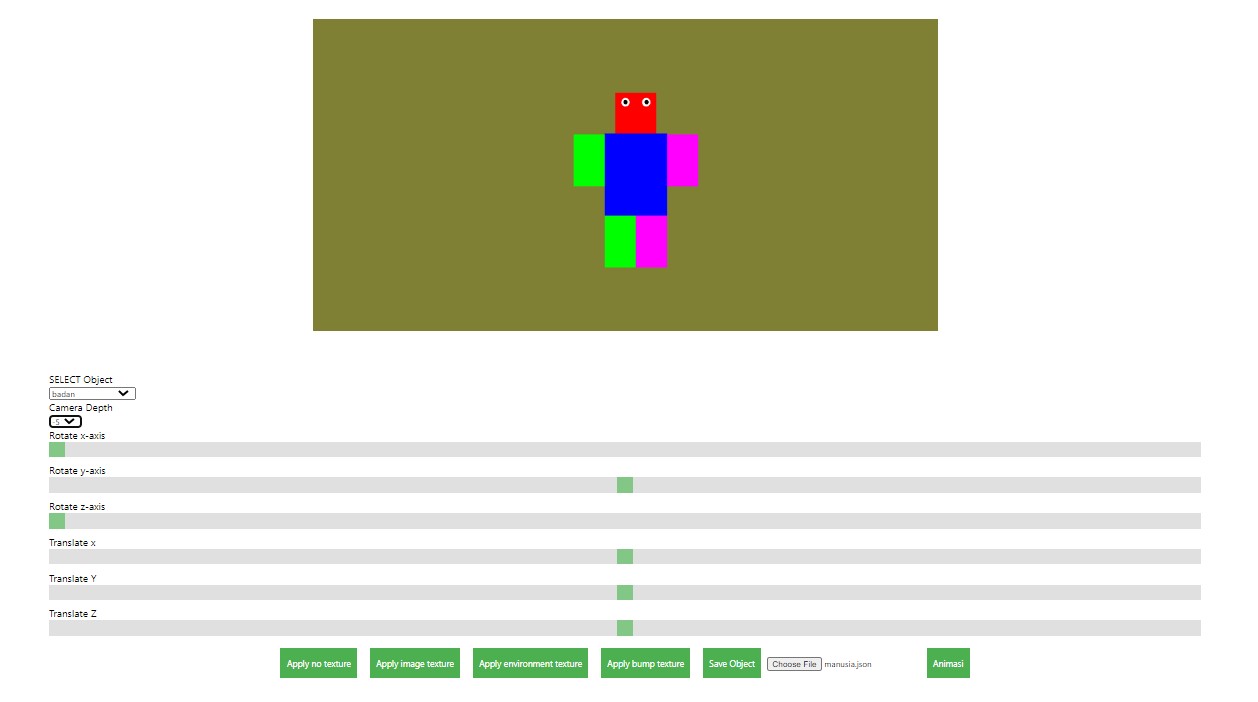 SELECT Object
badan
Camera Depth
-5
Rotate x-axis
Rotate y-axis
Rotate z-axis
Translate x
Translate Y
Translate Z
Apply no texture Apply image texture Apply environment texture Apply bump texture Save Object Choose File manusia.json Animasi